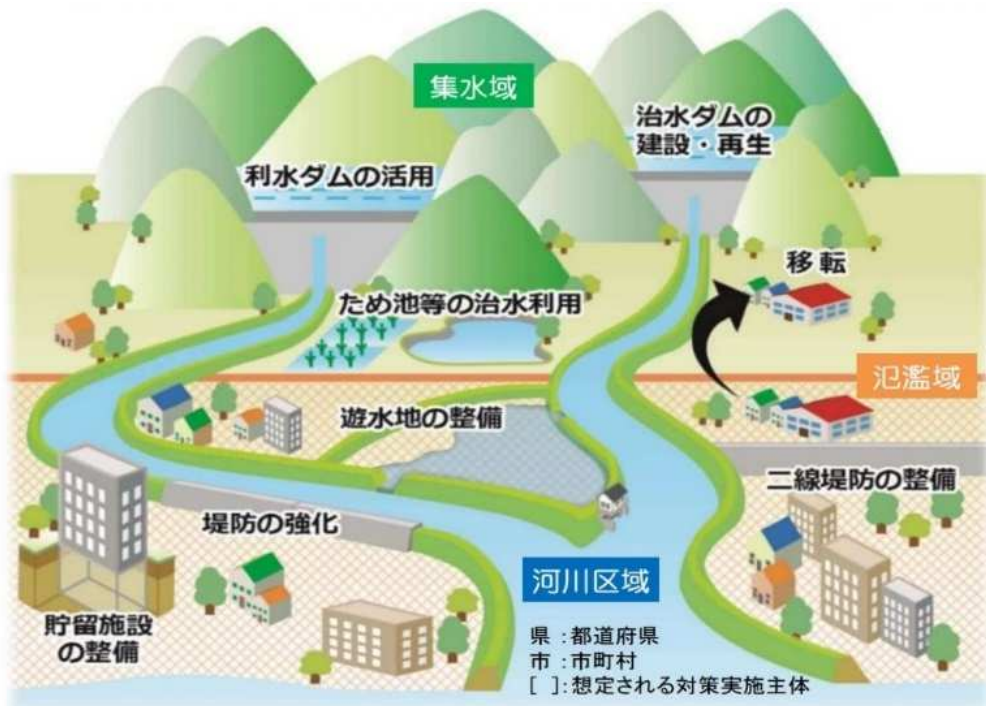 集水域
治水ダムの
建設・再生
利水ダムの活用
移転
ため池等の治水利用
氾濫域
遊水地の整備
二線堤防の整備
堤防の強化
河川区域
貯留施設
の整備
県：都道府県
市：市町村
[ ]：想定される対策実施主体